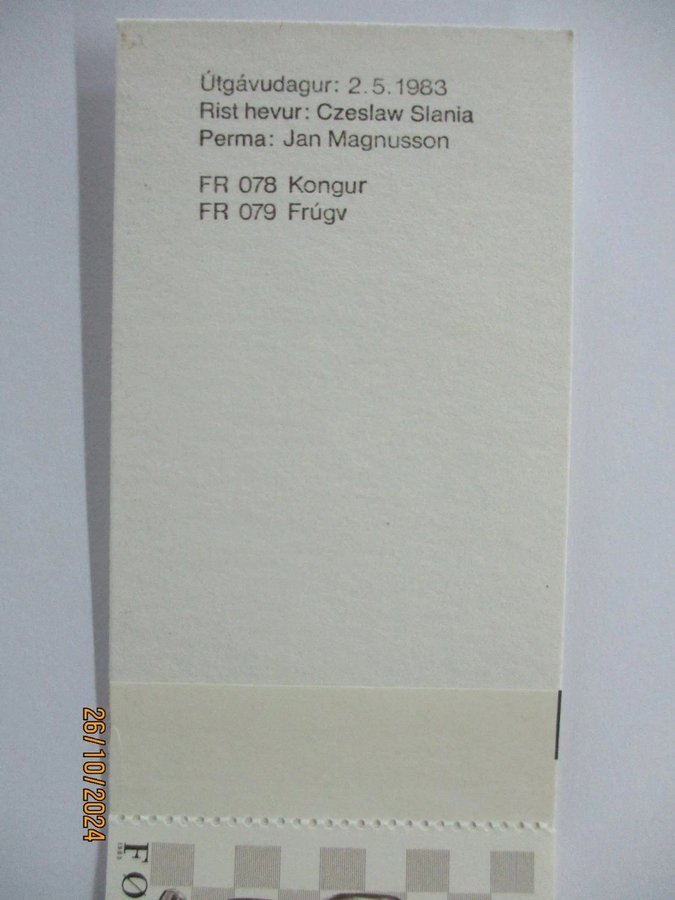 Útgávudagur: 2.5.1983
Rist hevur: Czeslaw Slania
Perma: Jan Magnusson
FR 078 Kongur
FR 079 Frúgv
26/10/2024
FØ